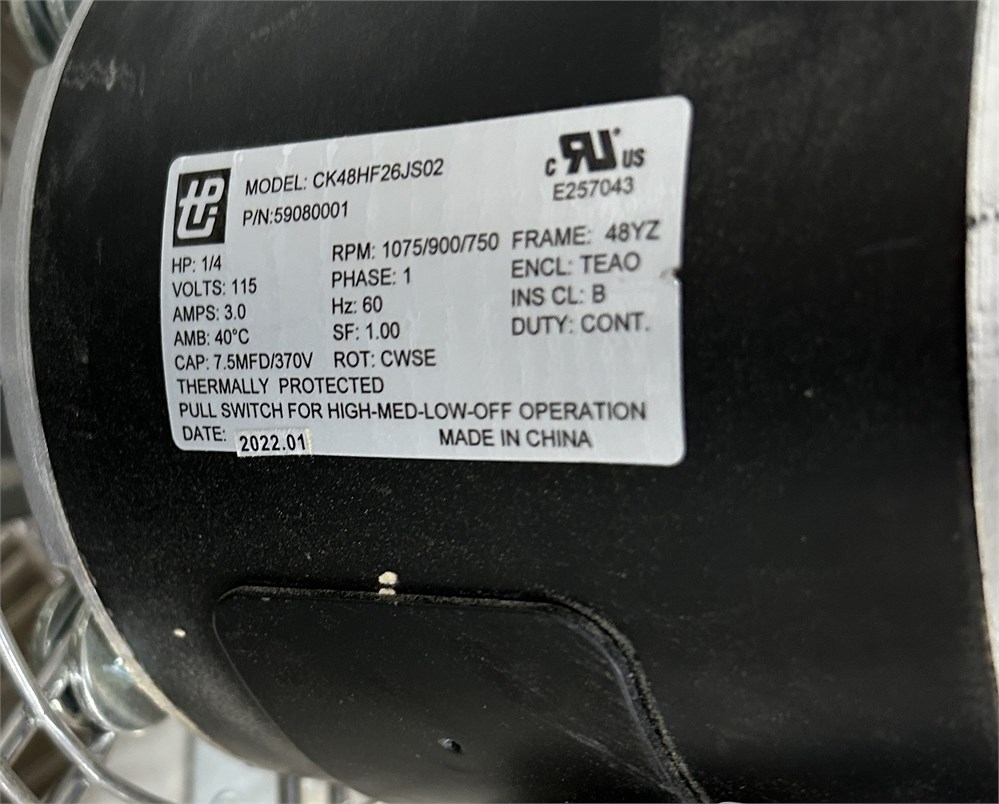 MODEL: CK48HF26JS02
P/N:59080001
c RU US
E257043
HP: 1/4
VOLTS: 115
AMPS: 3.0
AMB: 40°C
CAP: 7.5MFD/370V
RPM: 1075/900/750
PHASE: 1
Hz: 60
SF: 1.00
ROT: CWSE
FRAME: 48YZ
ENCL: TEAO
INS CL: B
DUTY: CONT.
THERMALLY PROTECTED
PULL SWITCH FOR HIGH-MED-LOW-OFF OPERATION
DATE: 2022.01
MADE IN CHINA